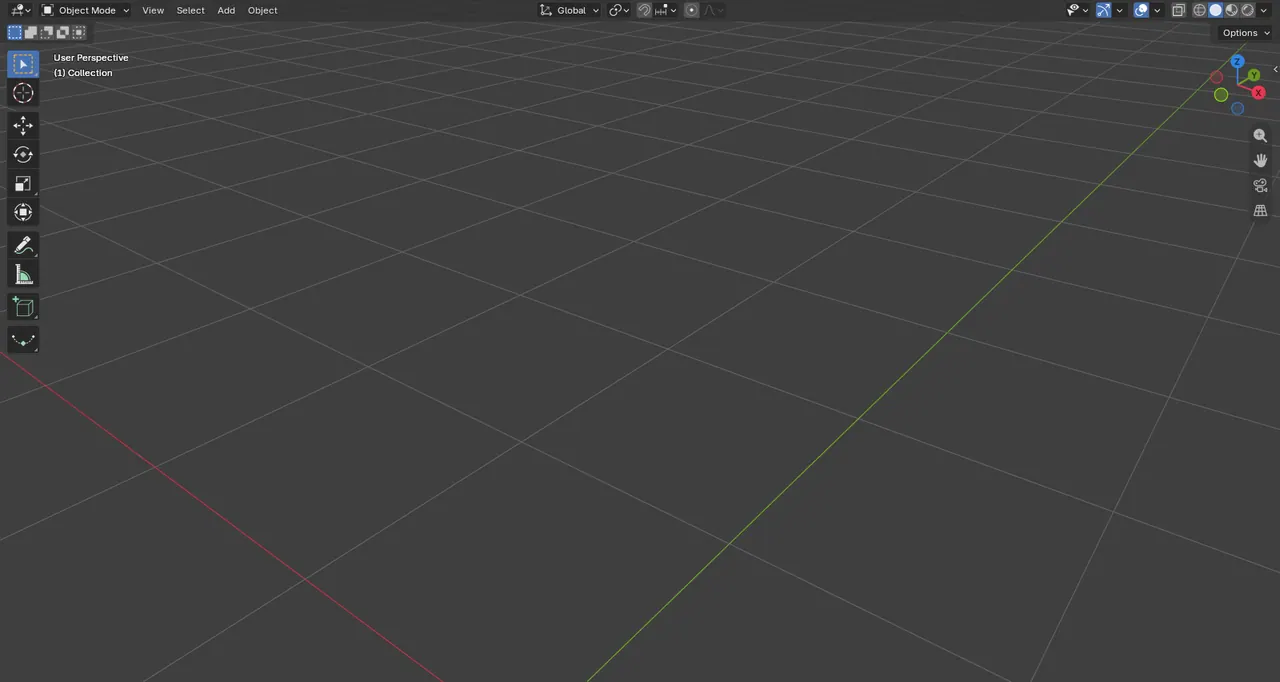 Object Mode View Select Add Object Global
Options
User Perspective
(1) Collection
Z
Y
X